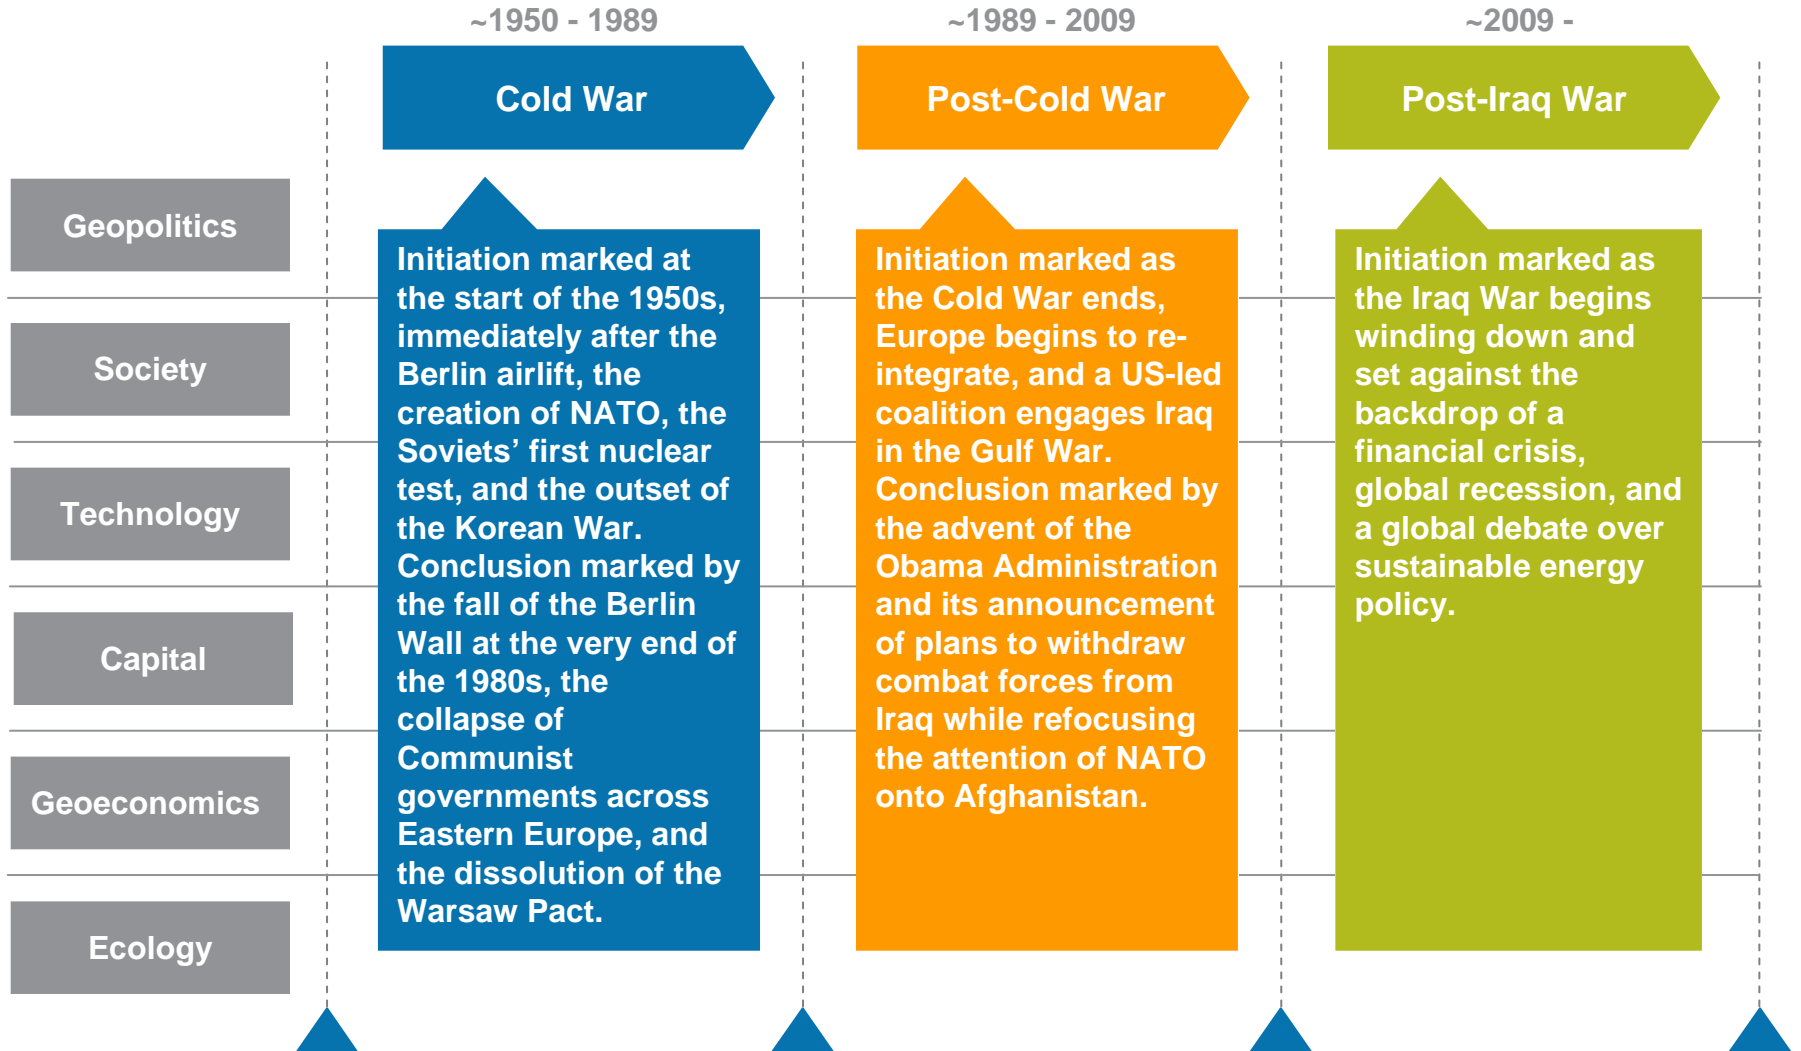 ~1950 - 1989
~1989 - 2009
~2009 -
Cold War
Post-Cold War
Post-Iraq War
Geopolitics
Society
Technology
Capital
Geoeconomics
Ecology
Initiation marked at
the start of the 1950s,
immediately after the
Berlin airlift, the
creation of NATO, the
Soviets’ first nuclear
test, and the outset of
the Korean War.
Conclusion marked by
the fall of the Berlin
Wall at the very end of
the 1980s, the
collapse of
Communist
governments across
Eastern Europe, and
the dissolution of the
Warsaw Pact.
Initiation marked as
the Cold War ends,
Europe begins to re-
integrate, and a US-led
coalition engages Iraq
in the Gulf War.
Conclusion marked by
the advent of the
Obama Administration
and its announcement
of plans to withdraw
combat forces from
Iraq while refocusing
the attention of NATO
onto Afghanistan.
Initiation marked as
the Iraq War begins
winding down and
set against the
backdrop of a
financial crisis,
global recession, and
a global debate over
sustainable energy
policy.